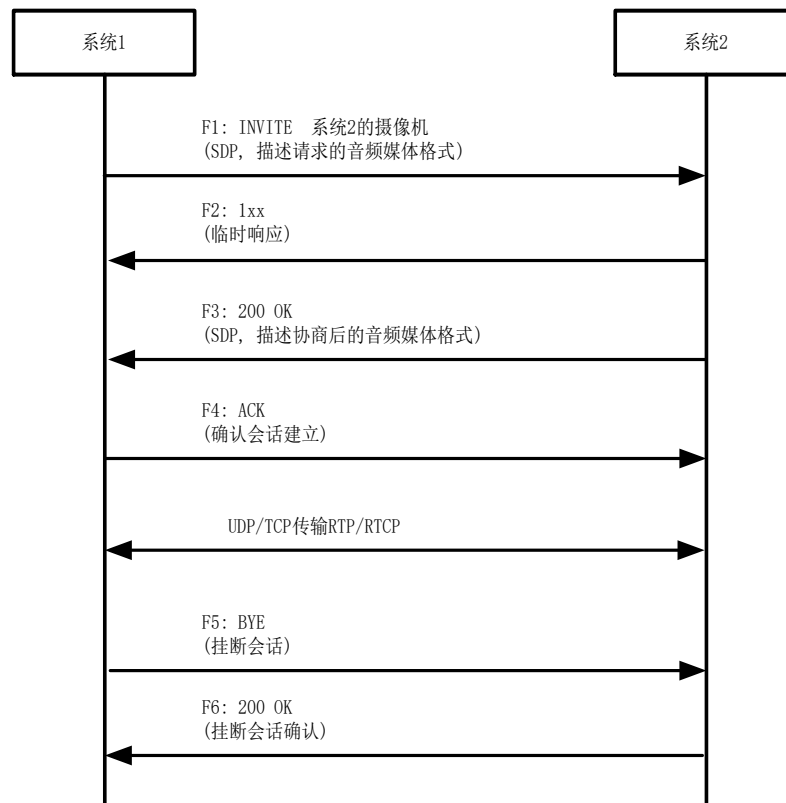 系统1
系统2
F1: INVITE 系统2的摄像机
(SDP, 描述请求的音频媒体格式)
F2: 1xx
(临时响应)
F3: 200 OK
(SDP, 描述协商后的音频媒体格式)
F4: ACK
(确认会话建立)
UDP/TCP传输RTP/RTCP
F5: BYE
(挂断会话)
F6: 200 OK
(挂断会话确认)